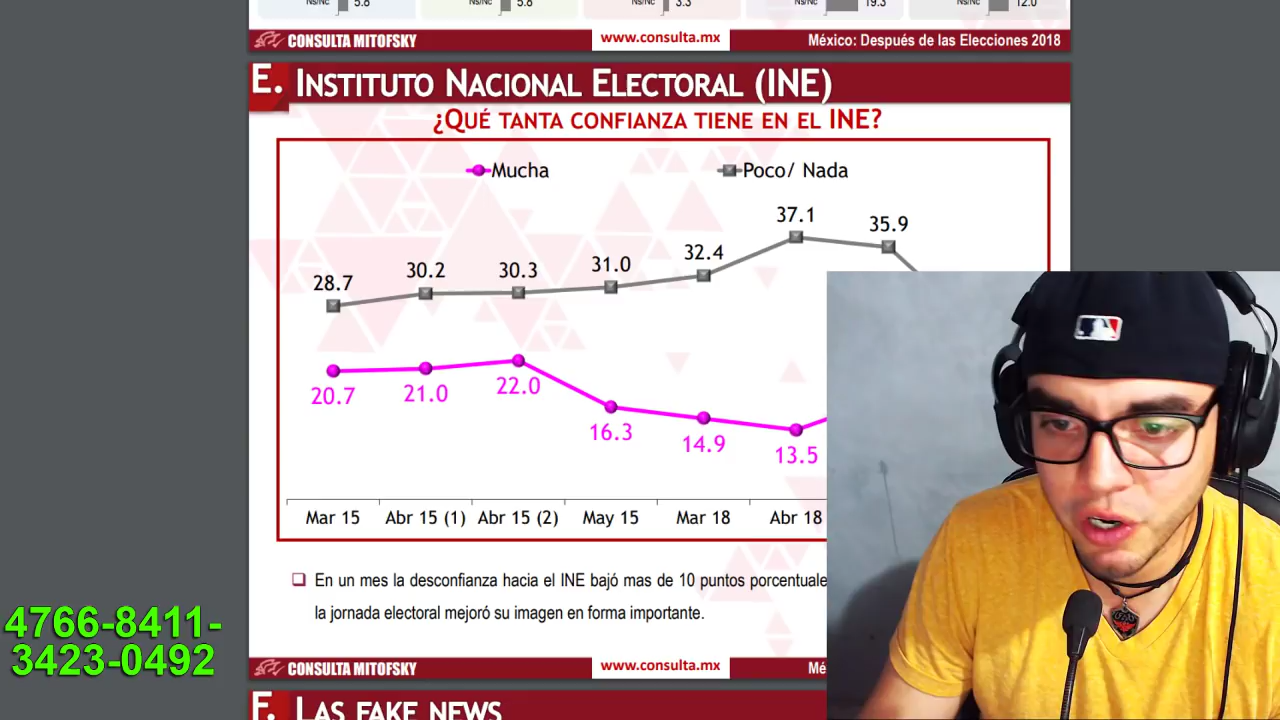 Ns/Nc 5.8 Ns/Nc 5.8 Ns/Nc 3.3 Ns/Nc 19.3 Ns/Nc 12.0
CONSULTA MITOFSKY www.consulta.mx México: Después de las Elecciones 2018
E. INSTITUTO NACIONAL ELECTORAL (INE)
¿QUÉ TANTA CONFIANZA TIENE EN EL INE?
Mucha Poco/ Nada
28.7 30.2 30.3 31.0 32.4 37.1 35.9
20.7 21.0 22.0 16.3 14.9 13.5
Mar 15 Abr 15 (1) Abr 15 (2) May 15 Mar 18 Abr 18
En un mes la desconfianza hacia el INE bajó mas de 10 puntos porcentuale
la jornada electoral mejoró su imagen en forma importante.
4766-8411-
3423-0492
CONSULTA MITOFSKY www.consulta.mx Mé
F. LAS FAKE NEWS